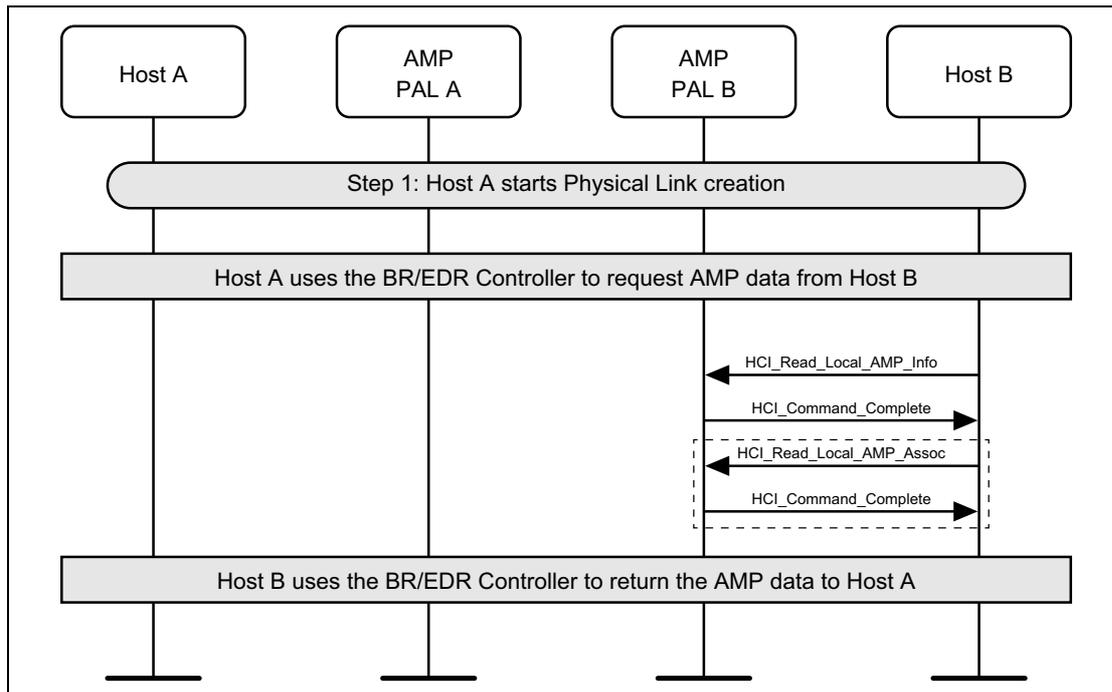 Host A
AMP
PAL A
AMP
PAL B
Host B
Step 1: Host A starts Physical Link creation
Host A uses the BR/EDR Controller to request AMP data from Host B
HCI_Read_Local_AMP_Info
HCI_Command_Complete
HCI_Read_Local_AMP_Assoc
HCI_Command_Complete
Host B uses the BR/EDR Controller to return the AMP data to Host A